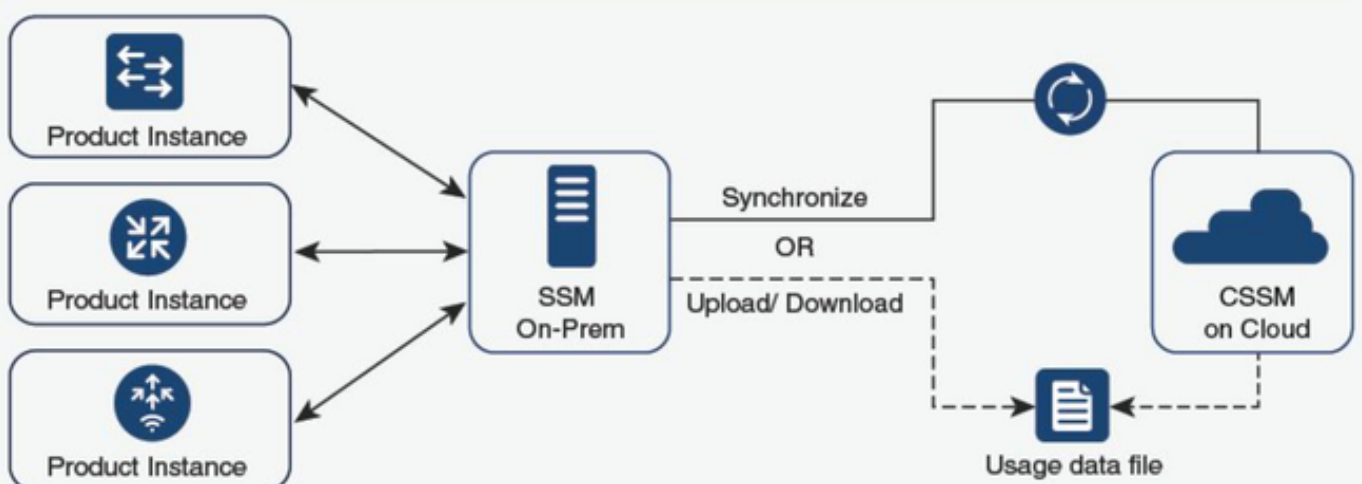 Product Instance
Product Instance
Product Instance
SSM
On-Prem
Synchronize
OR
Upload/ Download
CSSM
on Cloud
Usage data file